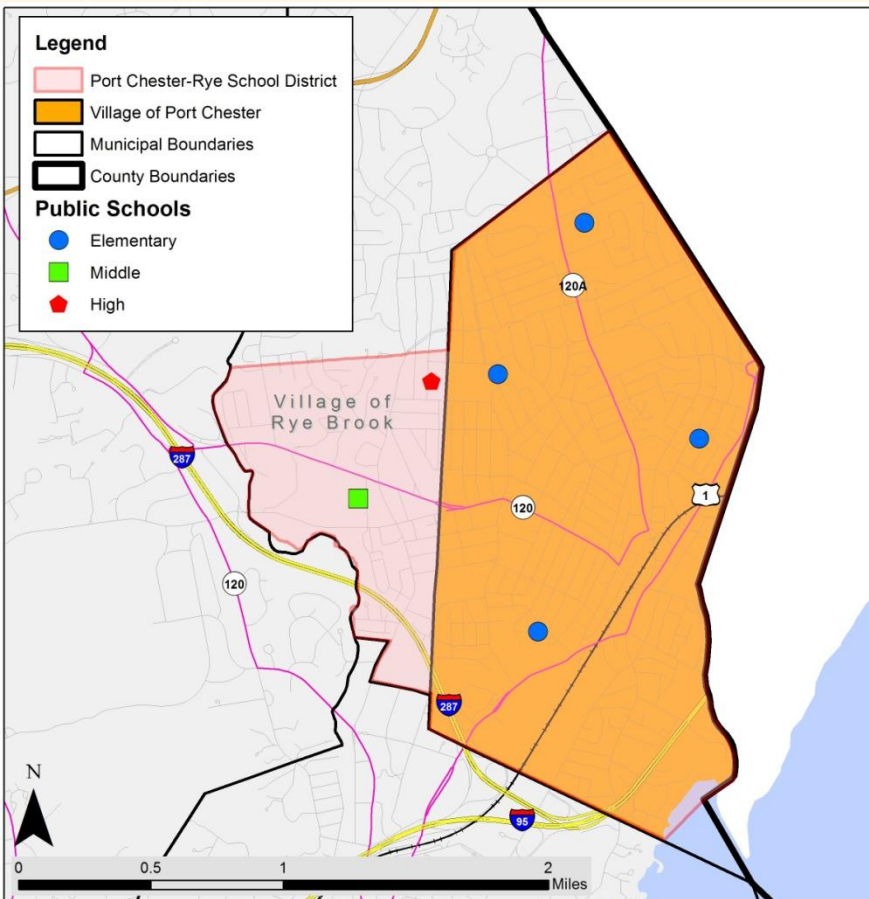 Legend
Port Chester-Rye School District
Village of Port Chester
Municipal Boundaries
County Boundaries
Public Schools
Elementary
Middle
High
120A
Village of
Rye Brook
287
1
120
120
287
95
N
0 0.5 1 2
Miles